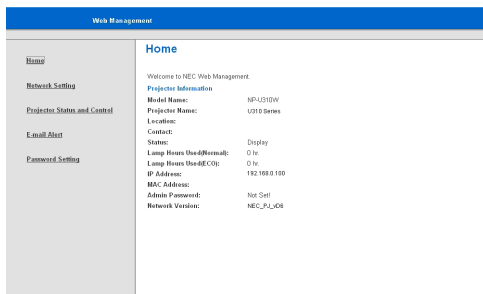 Web Management
Home
Home
Network Setting
Projector Status and Control
E-mail Alert
Password Setting
Welcome to NEC Web Management.
Projector Information
Model Name: NP-U310W
Projector Name: U310 Series
Location:
Contact:
Status: Display
Lamp Hours Used(Normal): 0 hr.
Lamp Hours Used(ECO): 0 hr.
IP Address: 192.168.0.100
MAC Address:
Admin Password: Not Set!
Network Version: NEC_PJ_vD6